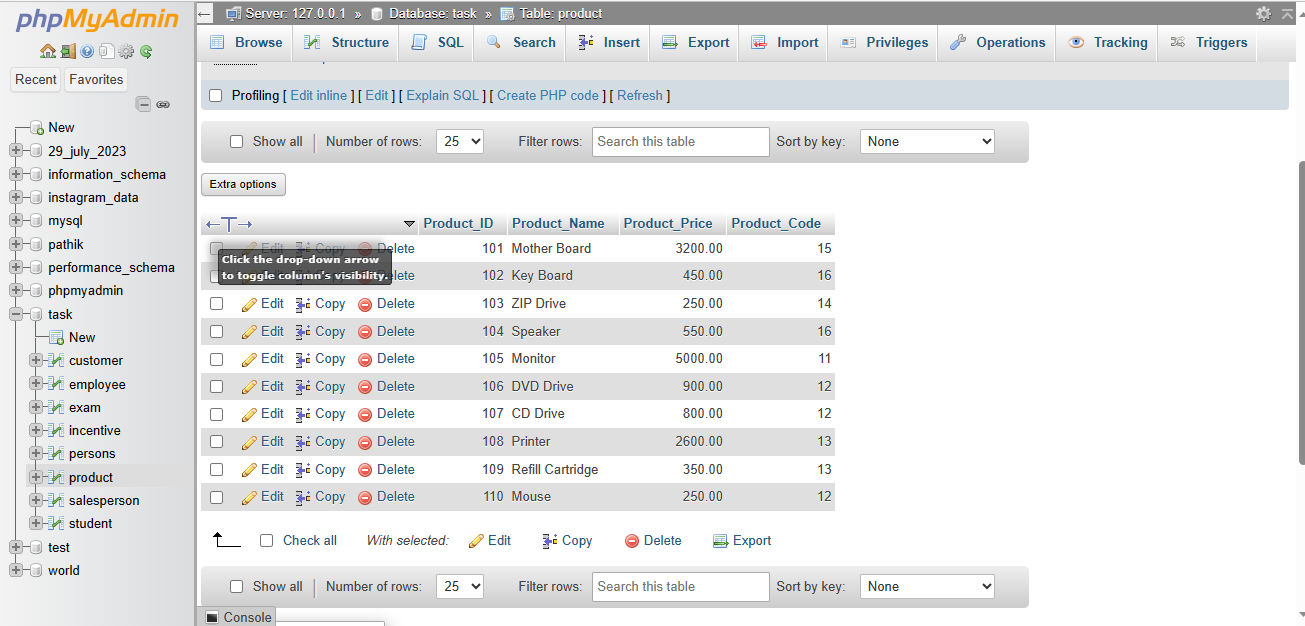 phpMyAdmin
Recent Favorites
New
29_july_2023
information_schema
instagram_data
mysql
pathik
performance_schema
phpmyadmin
task
New
customer
employee
exam
incentive
persons
product
salesperson
student
test
world
Server: 127.0.0.1 » Database: task » Table: product
Browse Structure SQL Search Insert Export Import Privileges Operations Tracking Triggers
Profiling [ Edit inline ] [ Edit ] [ Explain SQL ] [ Create PHP code ] [ Refresh ]
Show all Number of rows: 25 Filter rows: Search this table Sort by key: None
Extra options
←T→ Product_ID Product_Name Product_Price Product_Code
Edit Copy Delete 101 Mother Board 3200.00 15
Click the drop-down arrow
to toggle column's visibility.
Delete 102 Key Board 450.00 16
Edit Copy Delete 103 ZIP Drive 250.00 14
Edit Copy Delete 104 Speaker 550.00 16
Edit Copy Delete 105 Monitor 5000.00 11
Edit Copy Delete 106 DVD Drive 900.00 12
Edit Copy Delete 107 CD Drive 800.00 12
Edit Copy Delete 108 Printer 2600.00 13
Edit Copy Delete 109 Refill Cartridge 350.00 13
Edit Copy Delete 110 Mouse 250.00 12
Check all With selected: Edit Copy Delete Export
Show all Number of rows: 25 Filter rows: Search this table Sort by key: None
Console